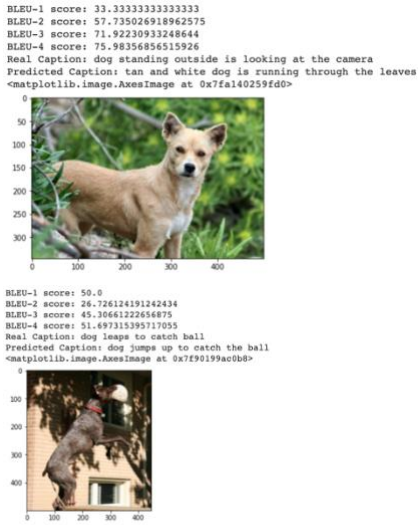 BLEU-1 score: 33.33333333333333
BLEU-2 score: 57.735026918962575
BLEU-3 score: 71.92230933248644
BLEU-4 score: 75.98356856515926
Real Caption: dog standing outside is looking at the camera
Predicted Caption: tan and white dog is running through the leaves
<matplotlib.image.AxesImage at 0x7fa140259fd0>
0
50
100
150
200
250
300
0 100 200 300 400
BLEU-1 score: 50.0
BLEU-2 score: 26.726124191242434
BLEU-3 score: 45.30661222656875
BLEU-4 score: 51.697315395717055
Real Caption: dog leaps to catch ball
Predicted Caption: dog jumps up to catch the ball
<matplotlib.image.AxesImage at 0x7f90199ac0b8>
0
100
200
300
400
0 100 200 300 400